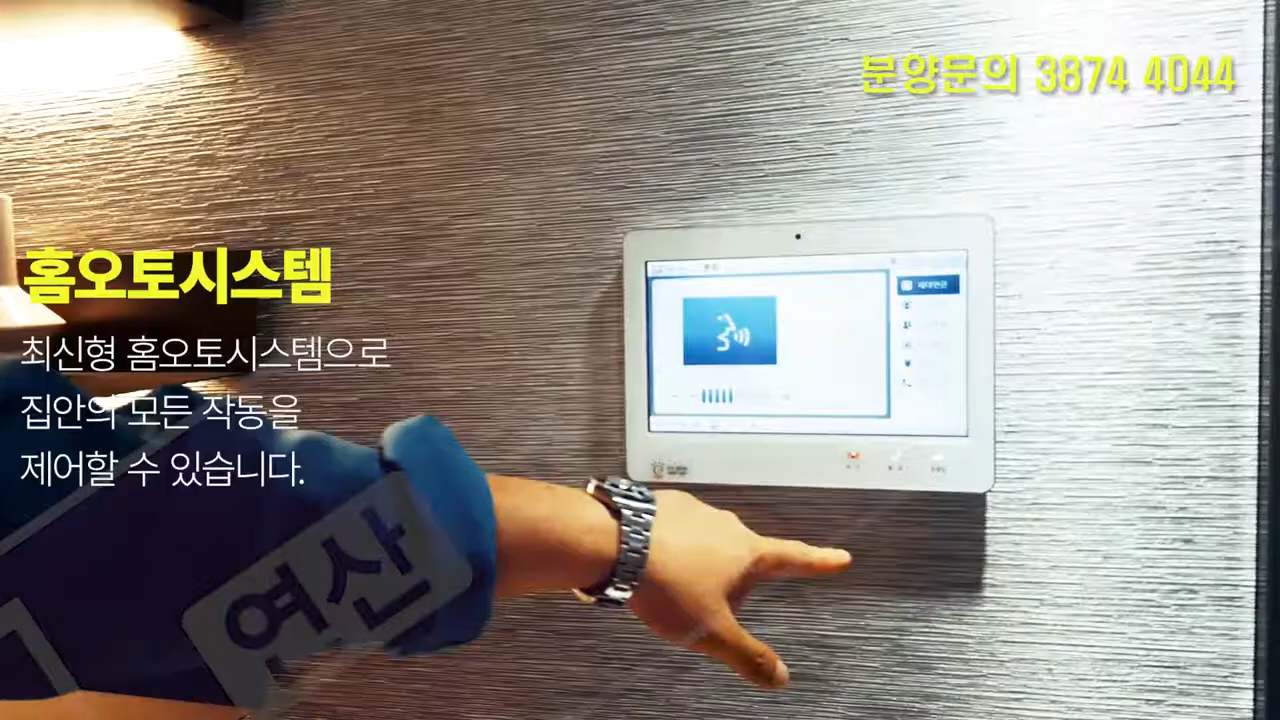 분양문의 3874 4044
홈오토시스템
최신형 홈오토시스템으로
집안의 모든 작동을
제어할 수 있습니다.
연산